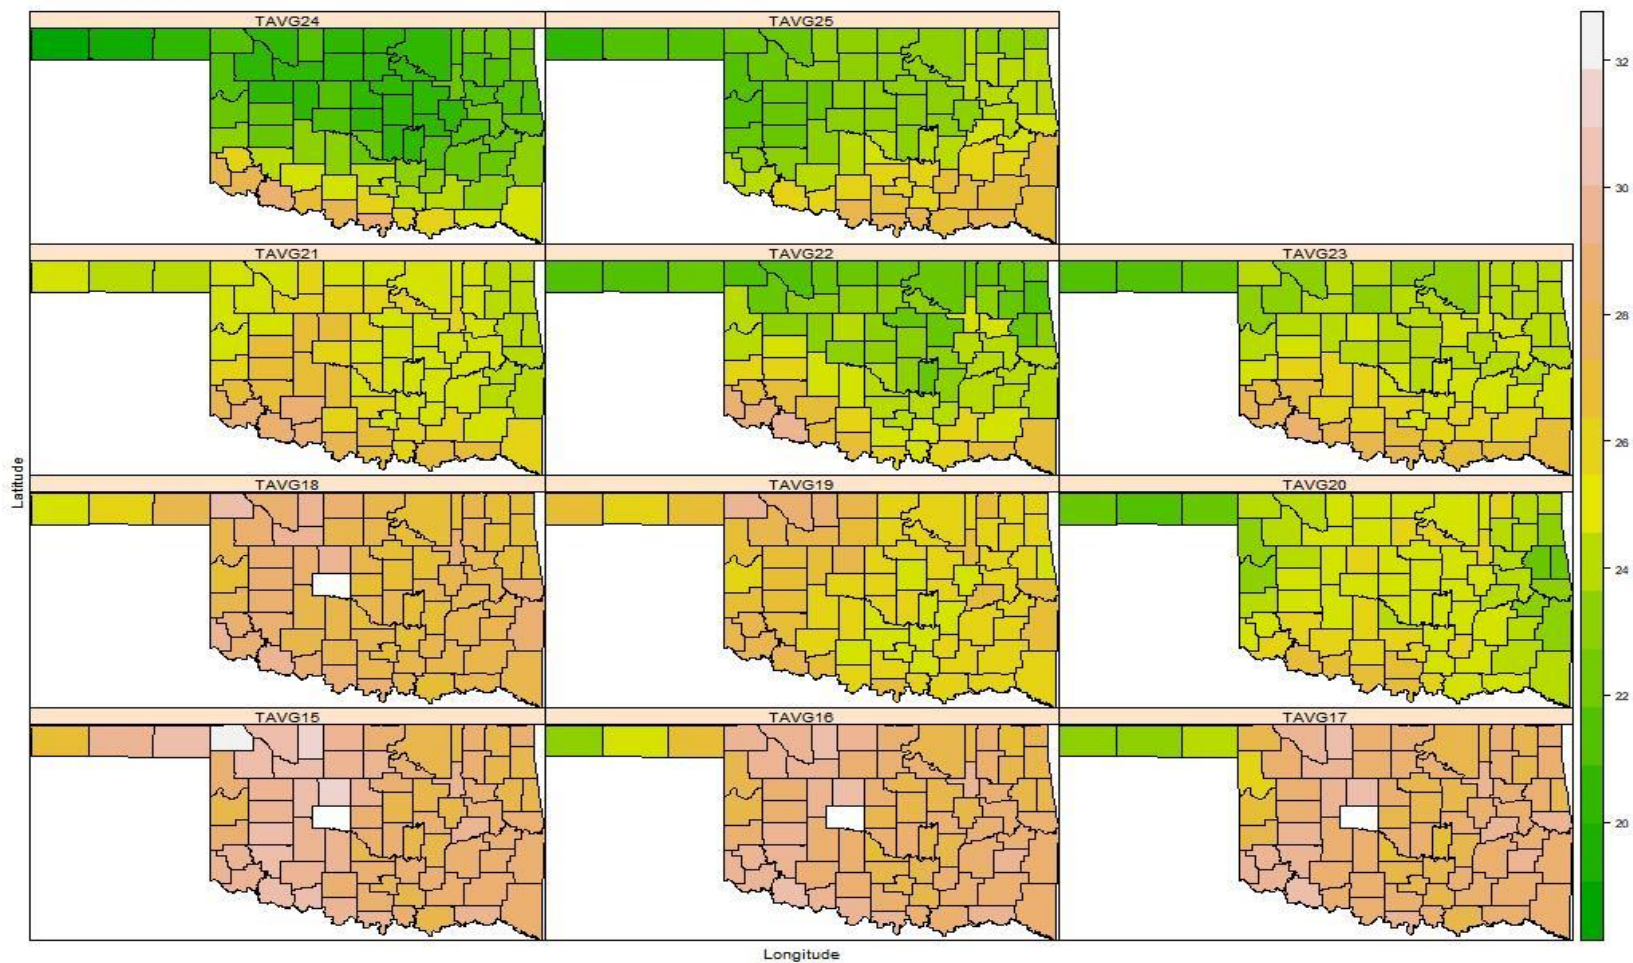 TAVG24 TAVG25
TAVG21 TAVG22 TAVG23
TAVG18 TAVG19 TAVG20
TAVG15 TAVG16 TAVG17
Latitude
Longitude
32
30
28
26
24
22
20